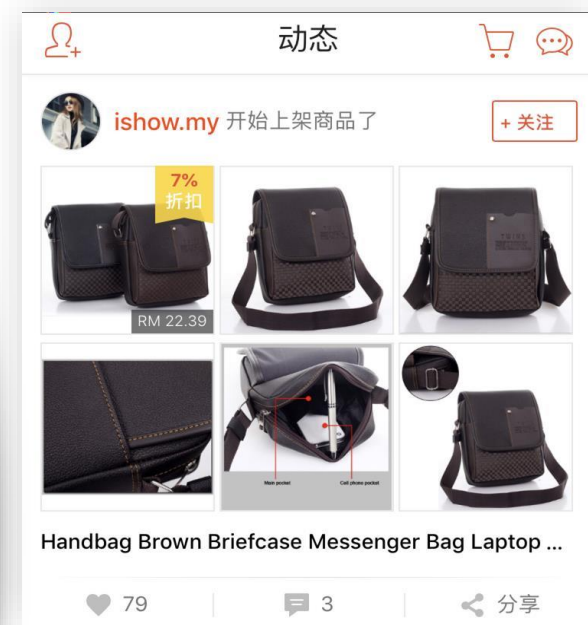 动态
ishow.my 开始上架商品了
+ 关注
7%
折扣
RM 22.39
Main pocket
Cell phone pocket
Handbag Brown Briefcase Messenger Bag Laptop ...
79
3
分享